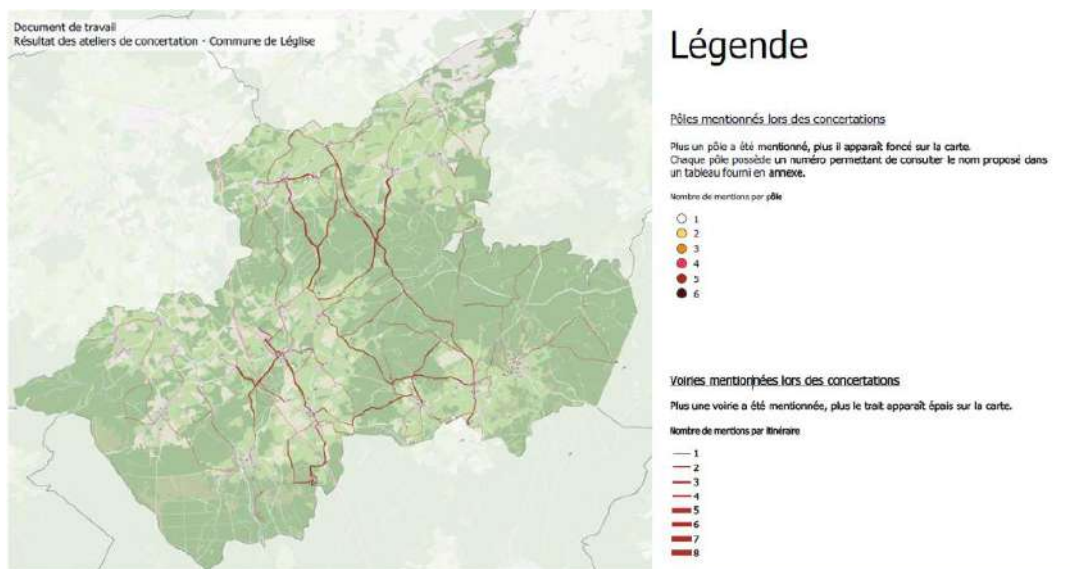 Document de travail
Résultat des ateliers de concertation - Commune de Léglise
Légende
Pôles mentionnés lors des concertations
Plus un pôle a été mentionné, plus il apparaît foncé sur la carte.
Chaque pôle possède un numéro permettant de consulter le nom proposé dans
un tableau fourni en annexe.
Nombre de mentions par pôle
1
2
3
4
5
6
Voiries mentionnées lors des concertations
Plus une voirie a été mentionnée, plus le trait apparaît épais sur la carte.
Nombre de mentions par itinéraire
1
2
3
4
5
6
7
8